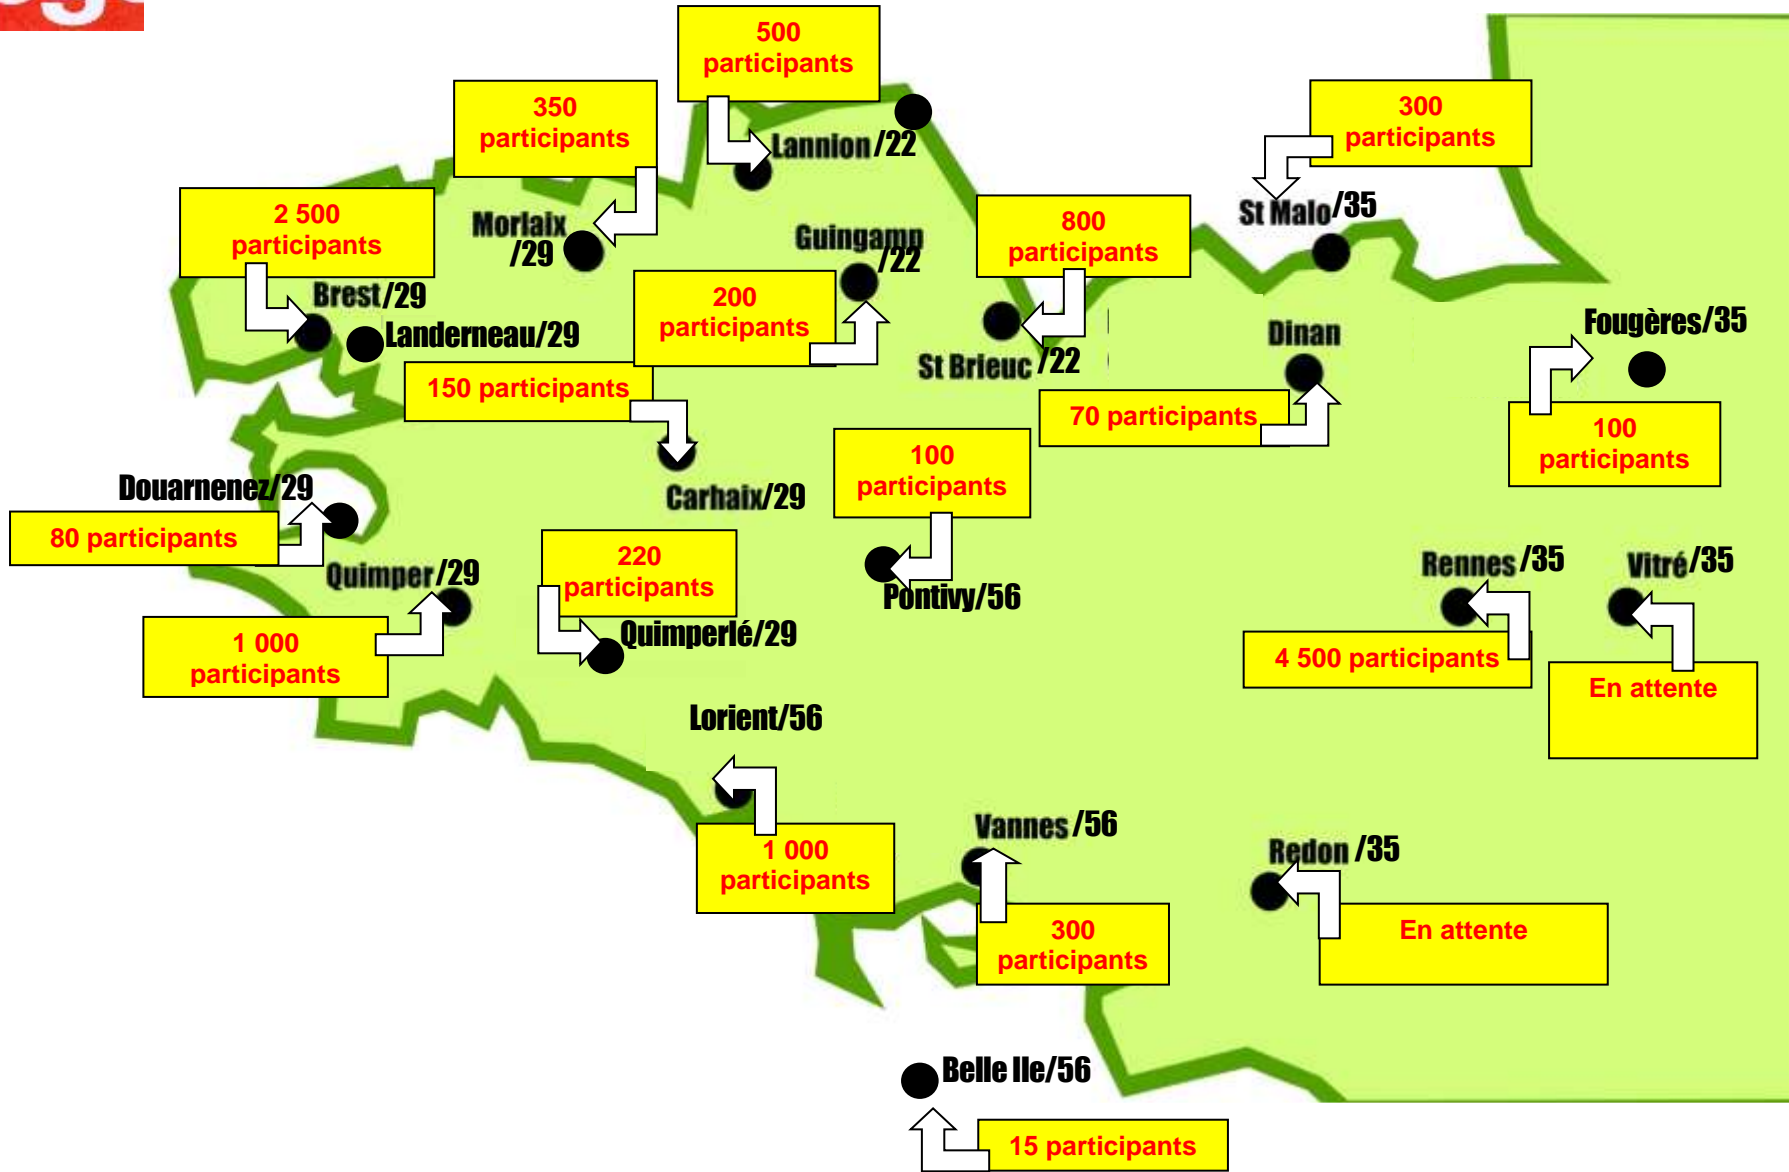 500
participants
350
participants
300
participants
Lannion/22
2 500
participants
Morlaix
/29
Guingamp
/22
800
participants
St Malo/35
Brest/29
Landerneau/29
200
participants
St Brieuc /22
Dinan
Fougères/35
150 participants
70 participants
100
participants
100
participants
Douarnenez/29
Carhaix/29
80 participants
Quimper/29
220
participants
Pontivy/56
Rennes /35
Vitré/35
1 000
participants
Quimperlé/29
4 500 participants
En attente
Lorient/56
1 000
participants
Vannes /56
Redon /35
300
participants
En attente
Belle Ile/56
15 participants